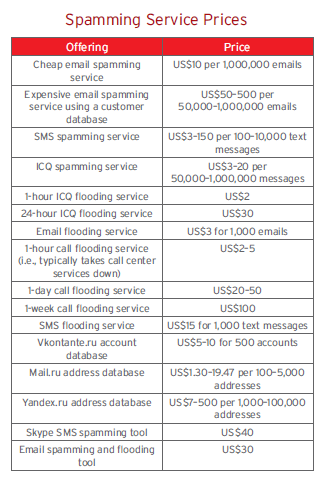 Spamming Service Prices
Offering Price
Cheap email spamming
service
US$10 per 1,000,000 emails
Expensive email spamming
service using a customer
database
US$50–500 per
50,000–1,000,000 emails
SMS spamming service
US$3–150 per 100–10,000 text
messages
ICQ spamming service
US$3–20 per
50,000–1,000,000 messages
1-hour ICQ flooding service US$2
24-hour ICQ flooding service US$30
Email flooding service US$3 for 1,000 emails
1-hour call flooding service
(i.e., typically takes call center
services down)
US$2–5
1-day call flooding service US$20–50
1-week call flooding service US$100
SMS flooding service US$15 for 1,000 text messages
Vkontante.ru account
database
US$5–10 for 500 accounts
Mail.ru address database
US$1.30–19.47 per 100–5,000
addresses
Yandex.ru address database
US$7–500 per 1,000–100,000
addresses
Skype SMS spamming tool US$40
Email spamming and flooding
tool
US$30